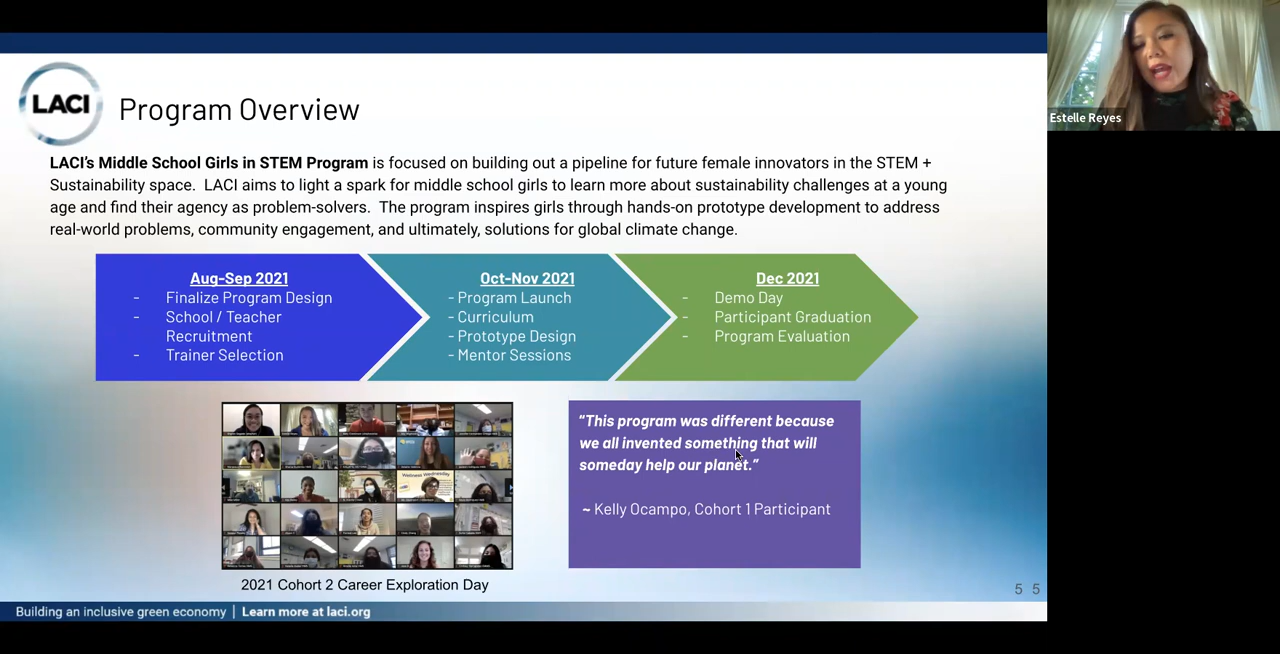 LACI
Program Overview
LACI's Middle School Girls in STEM Program is focused on building out a pipeline for future female innovators in the STEM +
Sustainability space. LACI aims to light a spark for middle school girls to learn more about sustainability challenges at a young
age and find their agency as problem-solvers. The program inspires girls through hands-on prototype development to address
real-world problems, community engagement, and ultimately, solutions for global climate change.
Aug-Sep 2021
- Finalize Program Design
- School / Teacher
Recruitment
- Trainer Selection
Oct-Nov 2021
- Program Launch
- Curriculum
- Prototype Design
- Mentor Sessions
Dec 2021
- Demo Day
- Participant Graduation
- Program Evaluation
Wellness Wednesday
2021 Cohort 2 Career Exploration Day
“This program was different because
we all invented something that will
someday help our planet.”
~ Kelly Ocampo, Cohort 1 Participant
5 5
Building an inclusive green economy | Learn more at laci.org
Estelle Reyes